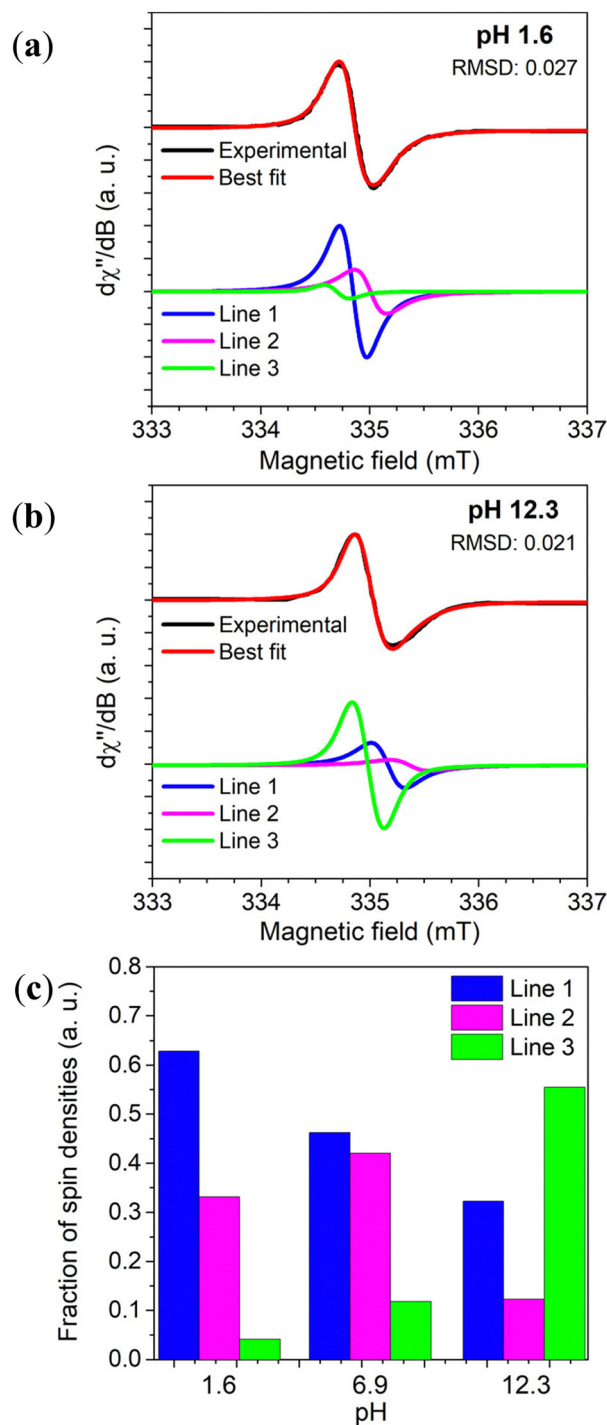 (a)
pH 1.6
RMSD: 0.027
Experimental
Best fit
Line 1
Line 2
Line 3
dχ"/dB (a. u.)
333 334 335 336 337
Magnetic field (mT)
(b)
pH 12.3
RMSD: 0.021
Experimental
Best fit
Line 1
Line 2
Line 3
dχ"/dB (a. u.)
333 334 335 336 337
Magnetic field (mT)
(c)
Line 1
Line 2
Line 3
0.8
0.7
0.6
0.5
0.4
0.3
0.2
0.1
0.0
Fraction of spin densities (a. u.)
1.6 6.9 12.3
pH